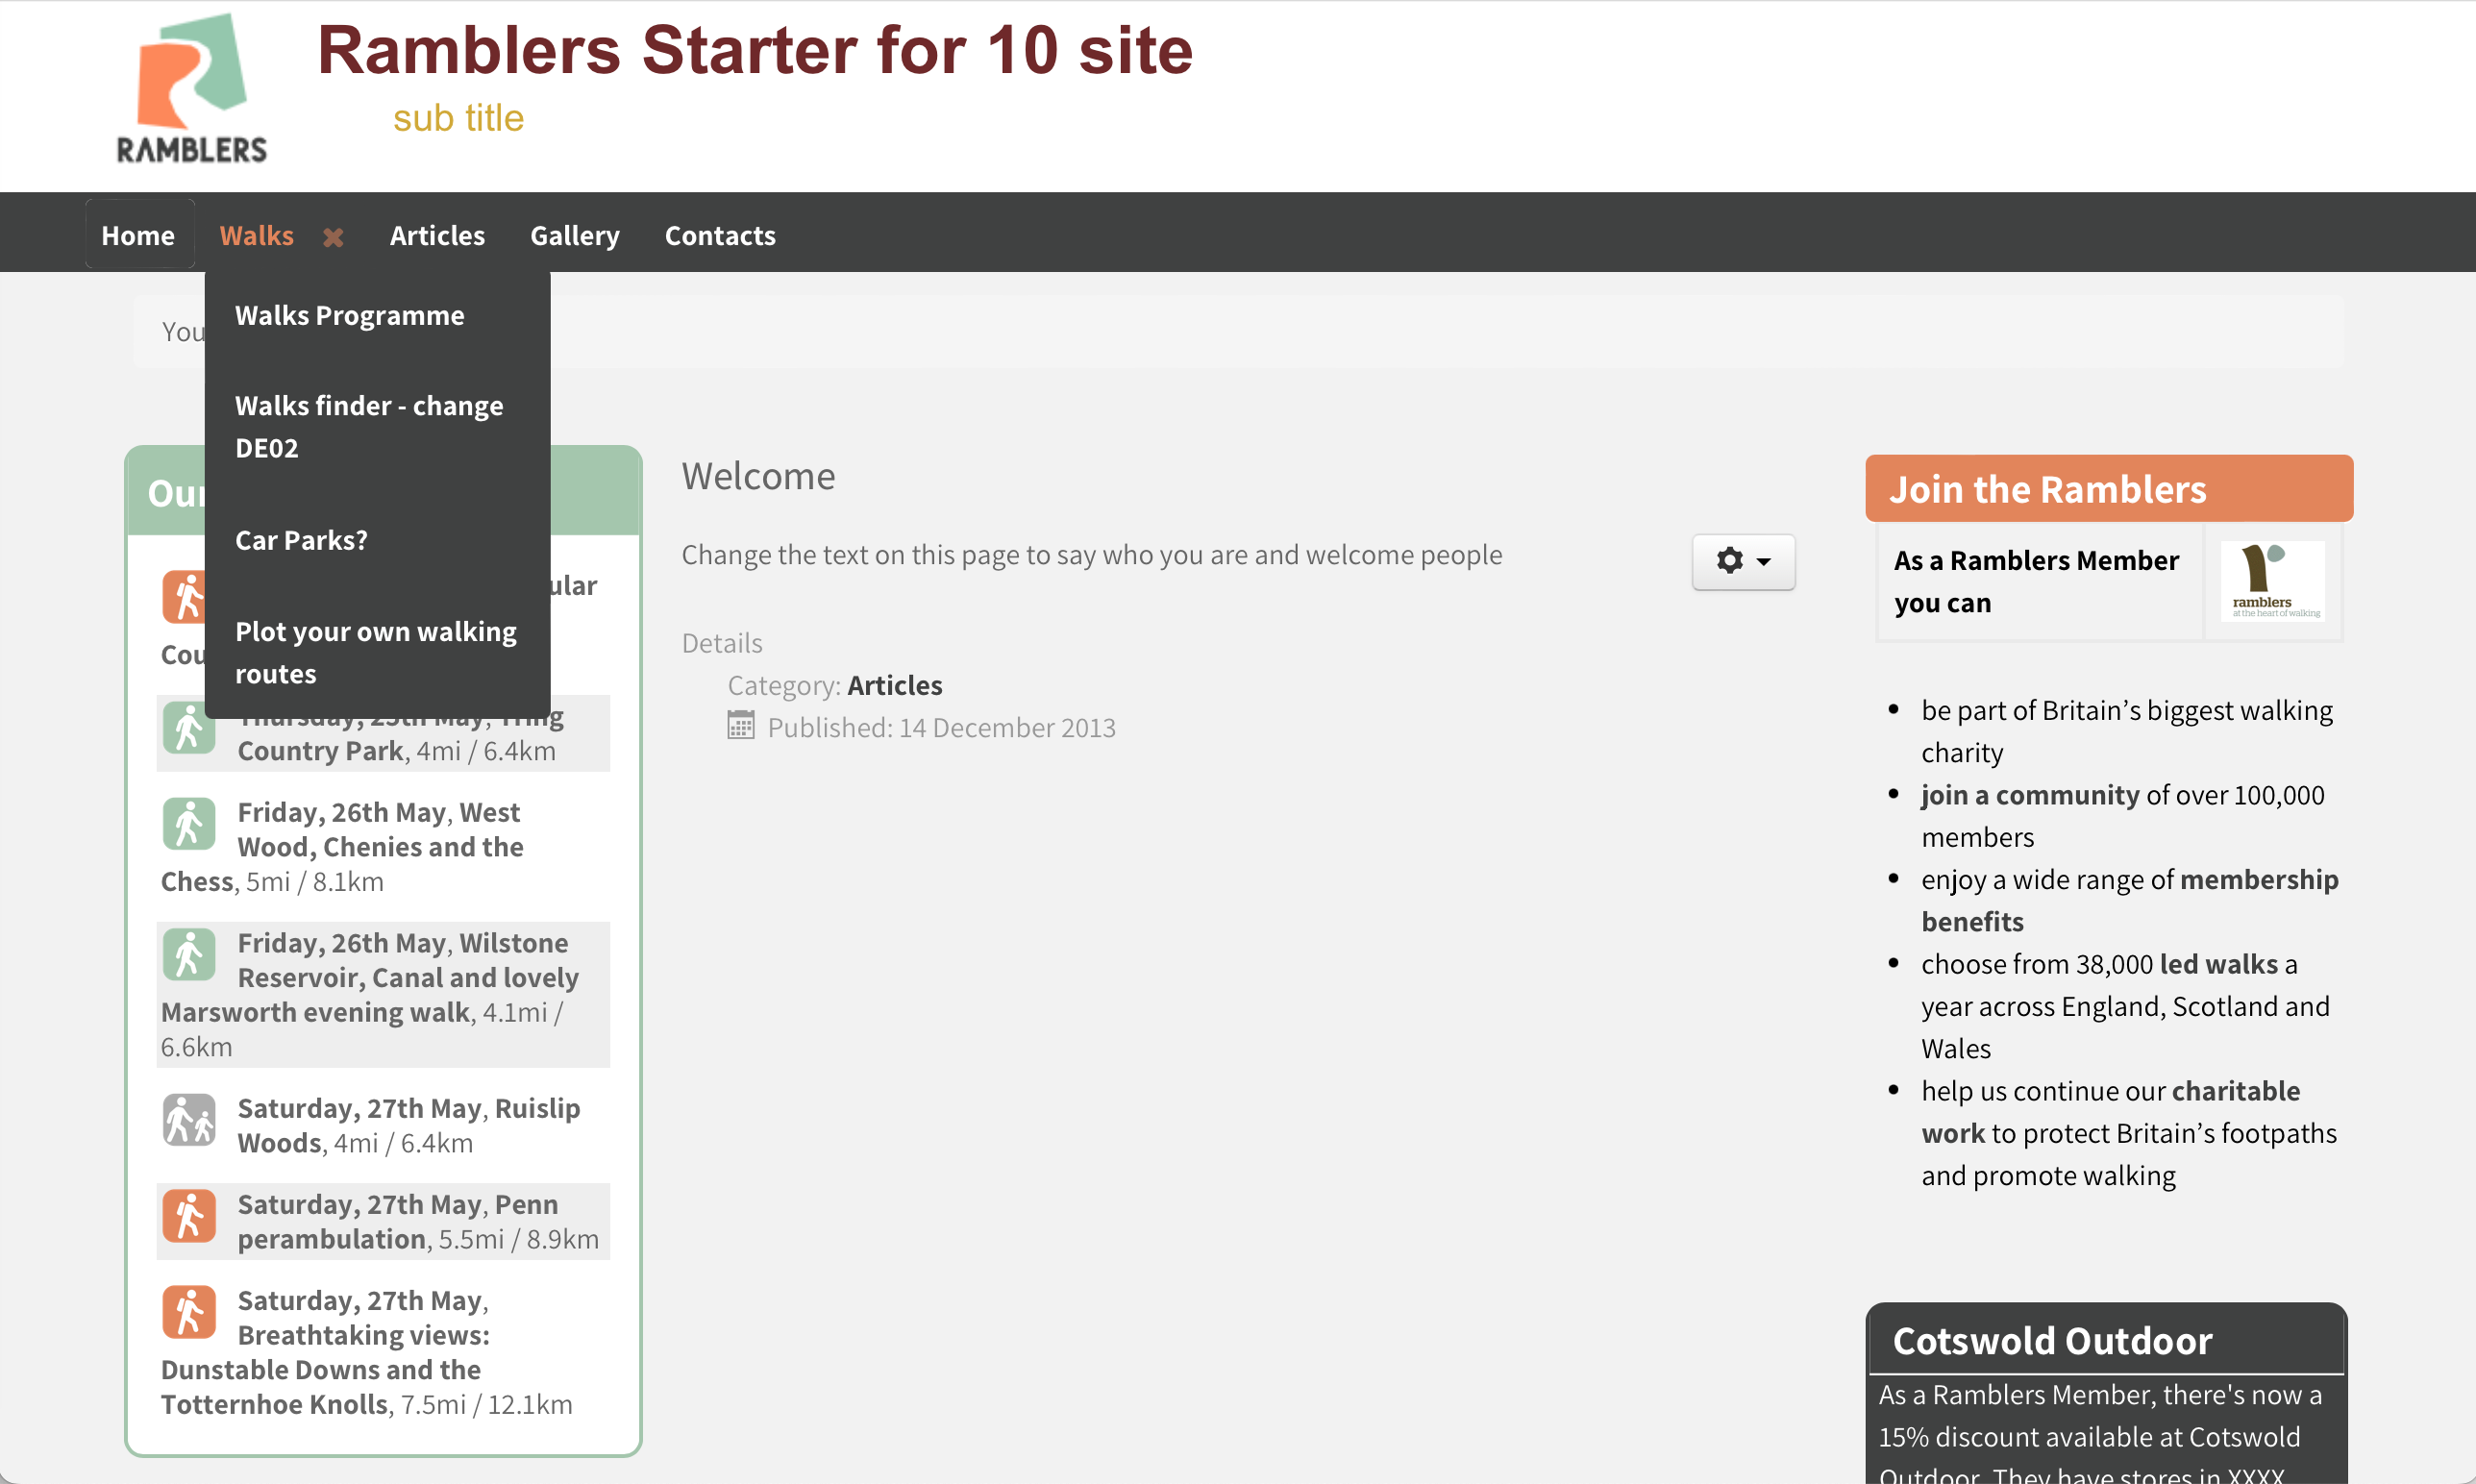 RAMBLERS
Ramblers Starter for 10 site
sub title
Home Walks Articles Gallery Contacts
Walks Programme
Walks finder - change
DE02
Car Parks?
Plot your own walking
routes
You
Our
ular
Cou
Thursday, 25th May, Tring
Country Park, 4mi / 6.4km
Friday, 26th May, West
Wood, Chenies and the
Chess, 5mi / 8.1km
Friday, 26th May, Wilstone
Reservoir, Canal and lovely
Marsworth evening walk, 4.1mi /
6.6km
Saturday, 27th May, Ruislip
Woods, 4mi / 6.4km
Saturday, 27th May, Penn
perambulation, 5.5mi / 8.9km
Saturday, 27th May,
Breathtaking views:
Dunstable Downs and the
Totternhoe Knolls, 7.5mi / 12.1km
Welcome
Change the text on this page to say who you are and welcome people
Details
Category: Articles
Published: 14 December 2013
Join the Ramblers
As a Ramblers Member
you can
ramblers
at the heart of walking
be part of Britain’s biggest walking
charity
join a community of over 100,000
members
enjoy a wide range of membership
benefits
choose from 38,000 led walks a
year across England, Scotland and
Wales
help us continue our charitable
work to protect Britain’s footpaths
and promote walking
Cotswold Outdoor
As a Ramblers Member, there's now a
15% discount available at Cotswold
Outdoor. They have stores in XXXX